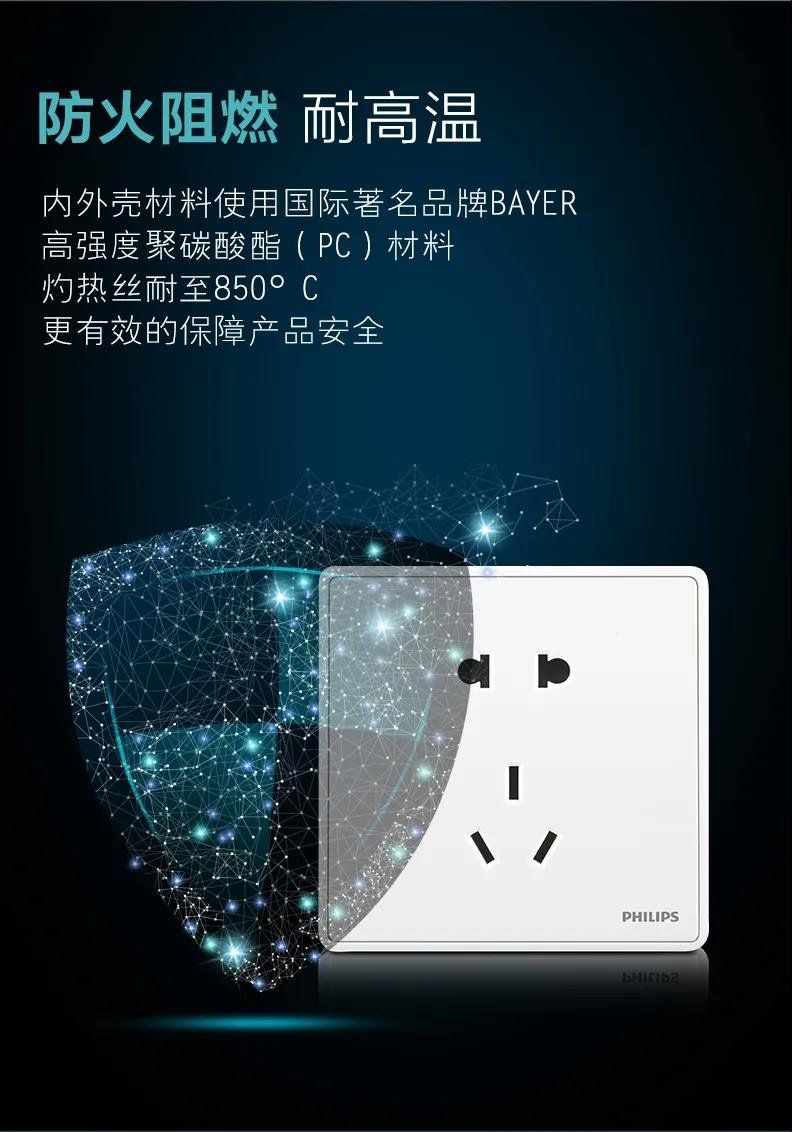 防火阻燃 耐高温
内外壳材料使用国际著名品牌BAYER
高强度聚碳酸酯（PC）材料
灼热丝耐至850° C
更有效的保障产品安全
PHILIPS